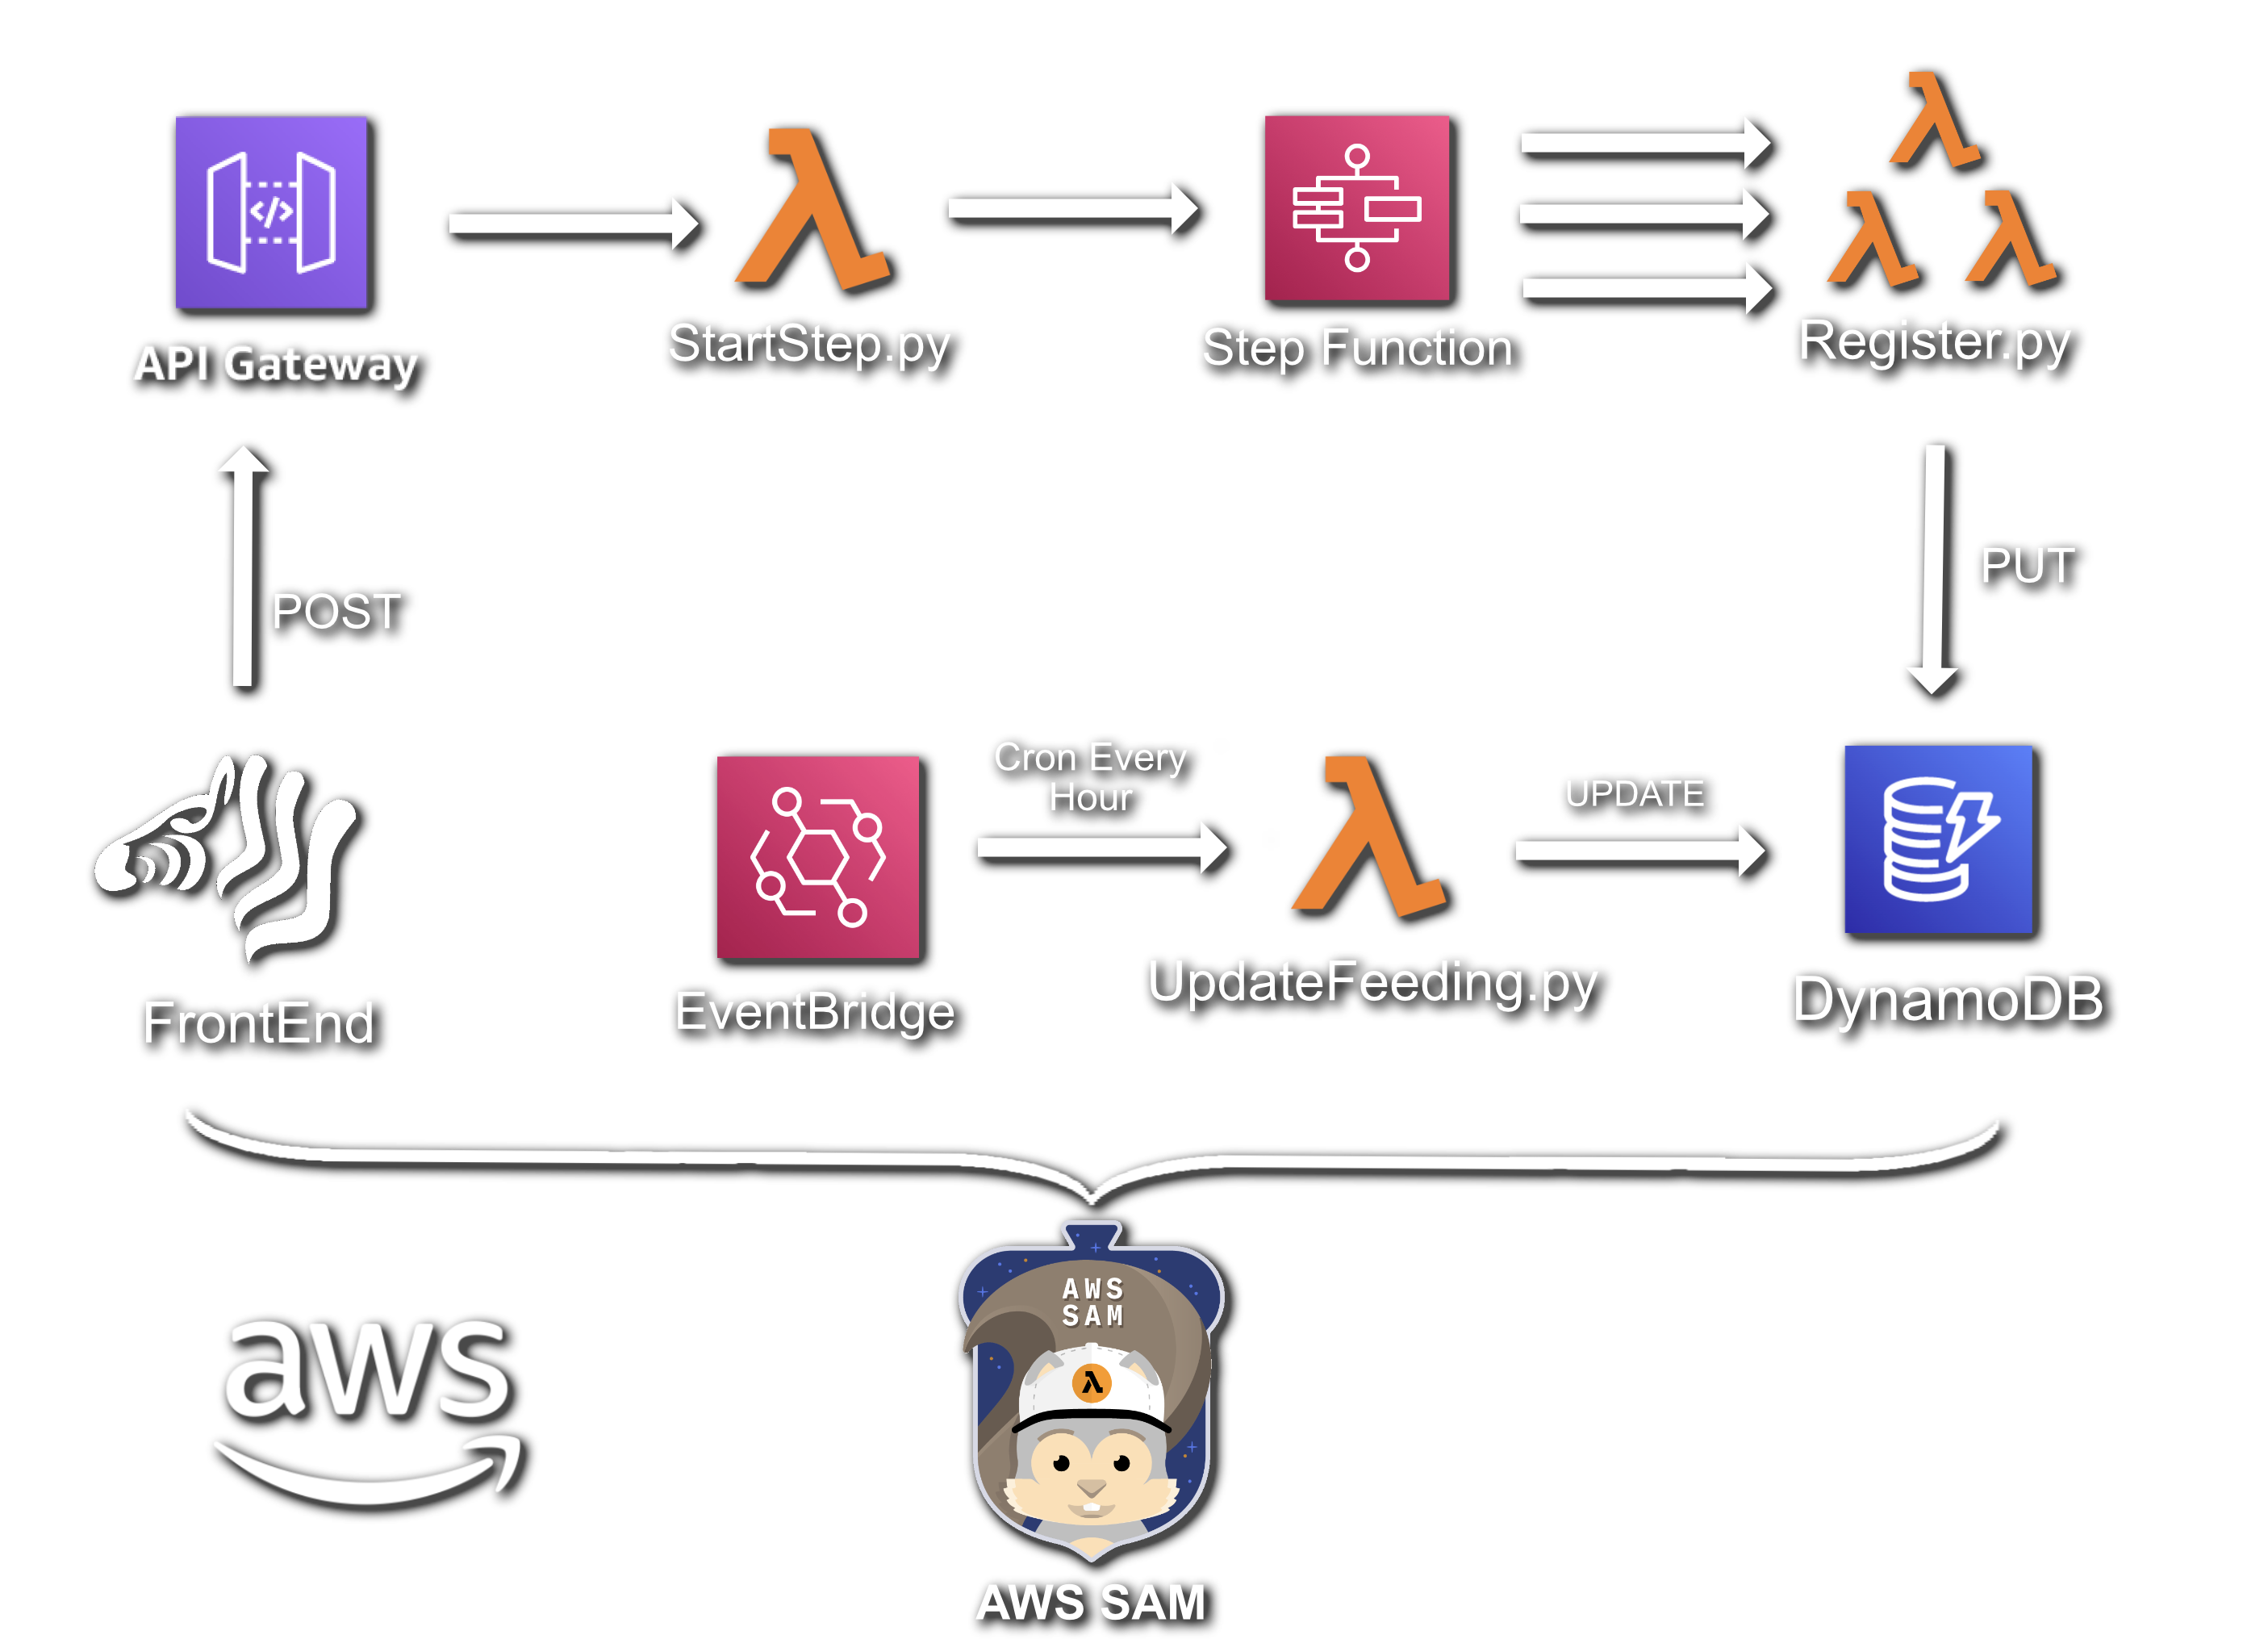 API Gateway
StartStep.py
Step Function
Register.py
POST
PUT
Cron Every
Hour
UPDATE
FrontEnd
EventBridge
UpdateFeeding.py
DynamoDB
aws
AWS
SAM
AWS SAM